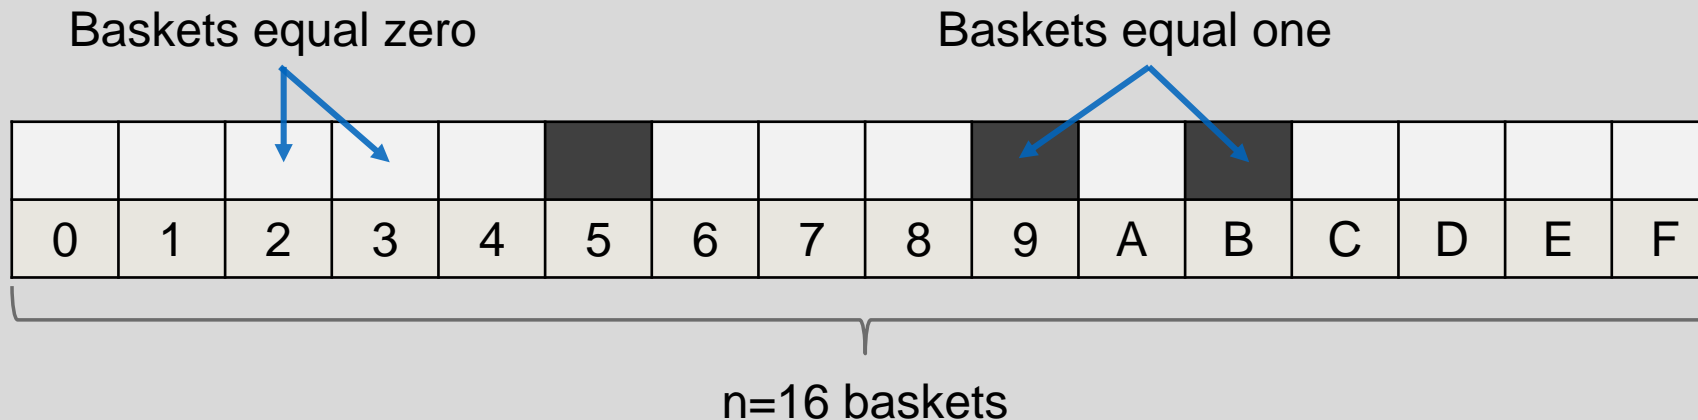 Baskets equal zero Baskets equal one
0 1 2 3 4 5 6 7 8 9 A B C D E F
n=16 baskets